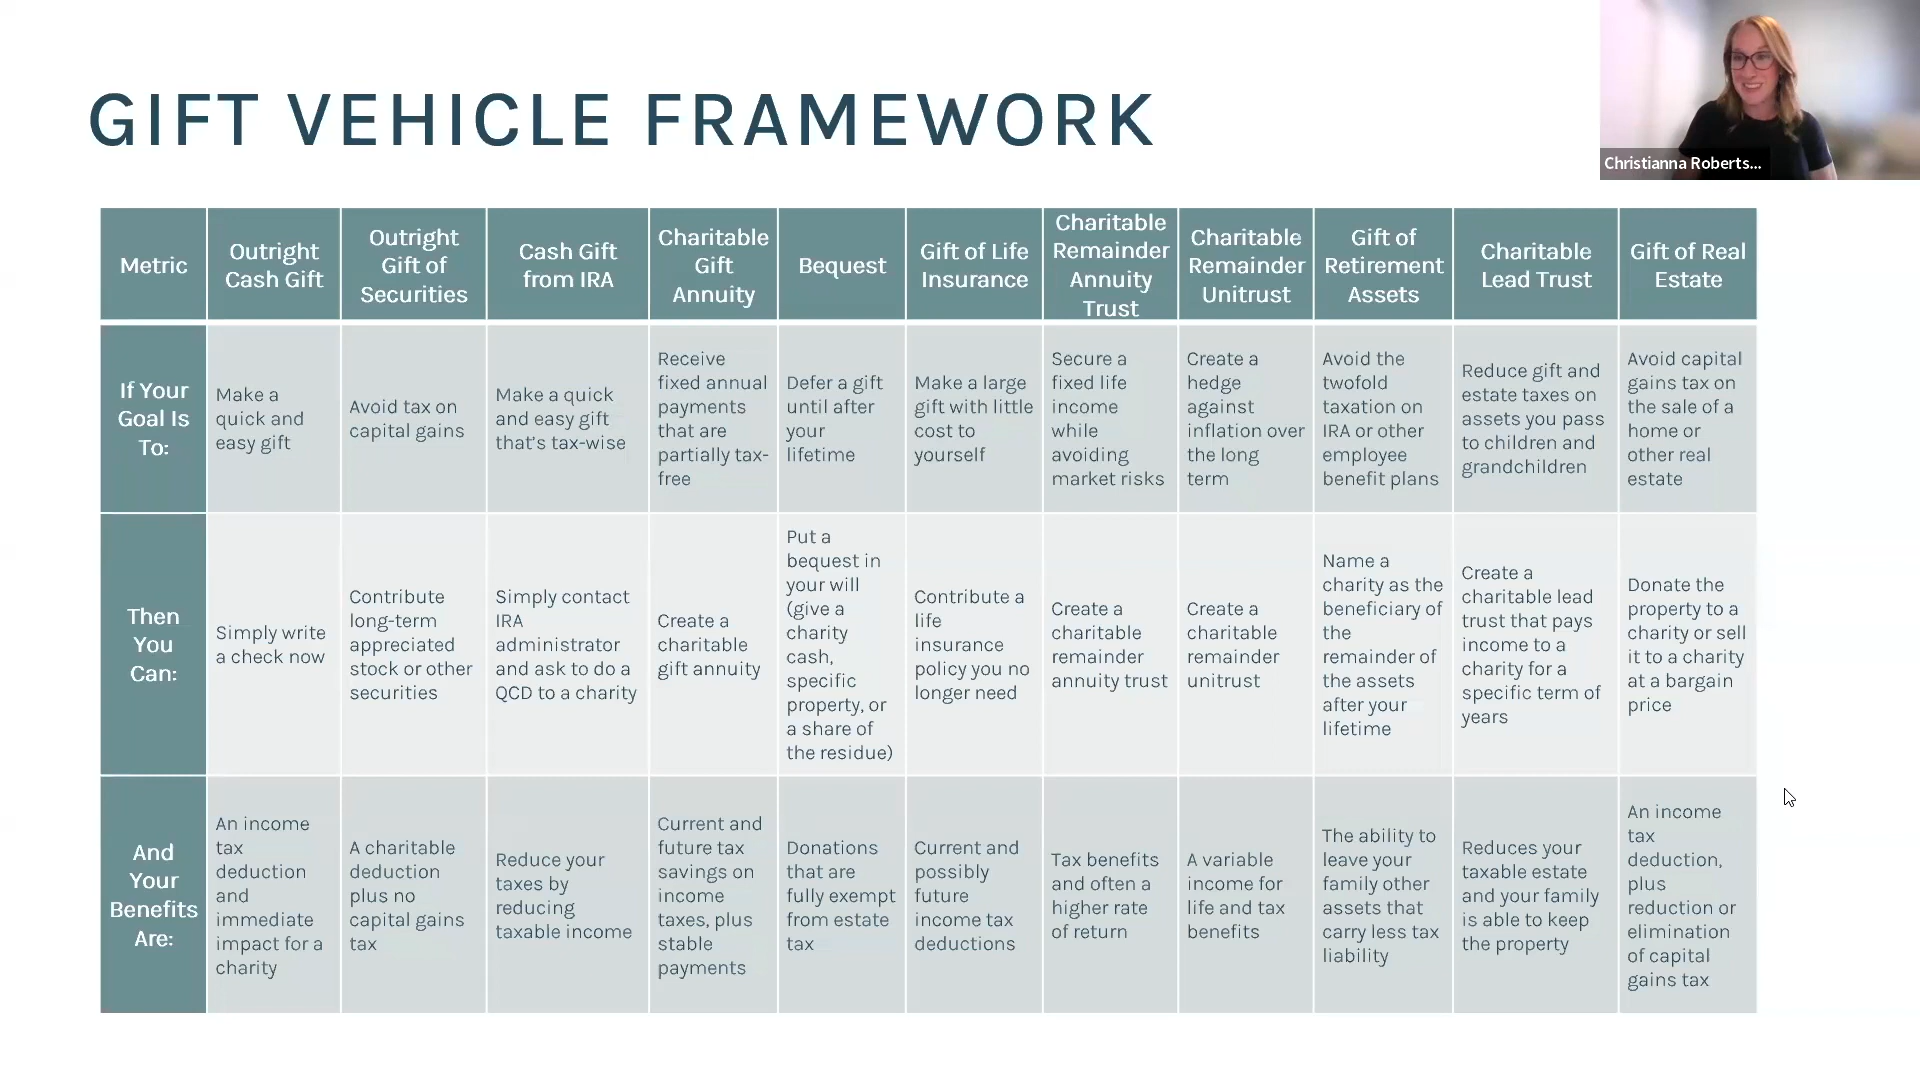 GIFT VEHICLE FRAMEWORK
Christianna Roberts...
Metric
Outright
Cash Gift
Outright
Gift of
Securities
Cash Gift
from IRA
Charitable
Gift
Annuity
Bequest
Gift of Life
Insurance
Charitable
Remainder
Annuity
Trust
Charitable
Remainder
Unitrust
Gift of
Retirement
Assets
Charitable
Lead Trust
Gift of Real
Estate
If Your
Goal Is
To:
Make a
quick and
easy gift
Avoid tax on
capital gains
Make a quick
and easy gift
that's tax-wise
Receive
fixed annual
payments
that are
partially tax-
free
Defer a gift
until after
your
lifetime
Make a large
gift with little
cost to
yourself
Secure a
fixed life
income
while
avoiding
market risks
Create a
hedge
against
inflation over
the long
term
Avoid the
twofold
taxation on
IRA or other
employee
benefit plans
Reduce gift and
estate taxes on
assets you pass
to children and
grandchildren
Avoid capital
gains tax on
the sale of a
home or
other real
estate
Then
You
Can:
Simply write
a check now
Contribute
long-term
appreciated
stock or other
securities
Simply contact
IRA
administrator
and ask to do a
QCD to a charity
Create a
charitable
gift annuity
Put a
bequest in
your will
(give a
charity
cash,
specific
property, or
a share of
the residue)
Contribute a
life
insurance
policy you no
longer need
Create a
charitable
remainder
annuity trust
Create a
charitable
remainder
unitrust
Name a
charity as the
beneficiary of
the
remainder of
the assets
after your
lifetime
Create a
charitable lead
trust that pays
income to a
charity for a
specific term of
years
Donate the
property to a
charity or sell
it to a charity
at a bargain
price
And
Your
Benefits
Are:
An income
tax
deduction
and
immediate
impact for a
charity
A charitable
deduction
plus no
capital gains
tax
Reduce your
taxes by
reducing
taxable income
Current and
future tax
savings on
income
taxes, plus
stable
payments
Donations
that are
fully exempt
from estate
tax
Current and
possibly
future
income tax
deductions
Tax benefits
and often a
higher rate
of return
A variable
income for
life and tax
benefits
The ability to
leave your
family other
assets that
carry less tax
liability
Reduces your
taxable estate
and your family
is able to keep
the property
An income
tax
deduction,
plus
reduction or
elimination
of capital
gains tax